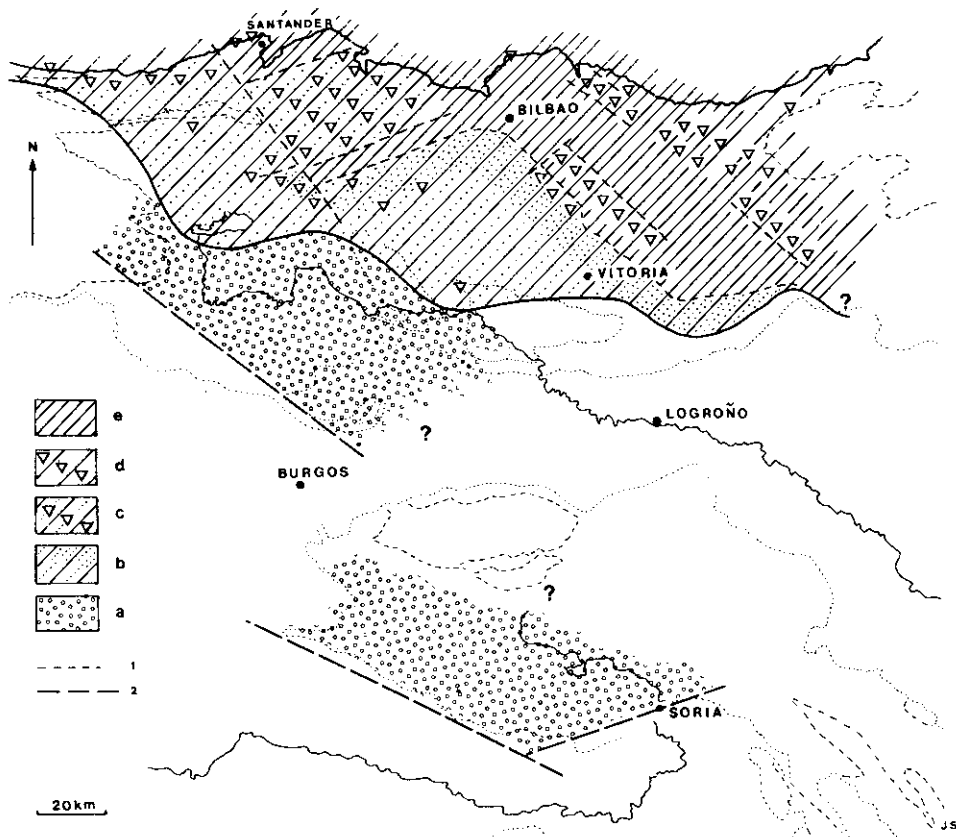 SANTANDER
BILBAO
N
VITORIA
?
LOGROÑO
?
BURGOS
e
d
c
b
a
?
1
2
SORIA
20km
JS